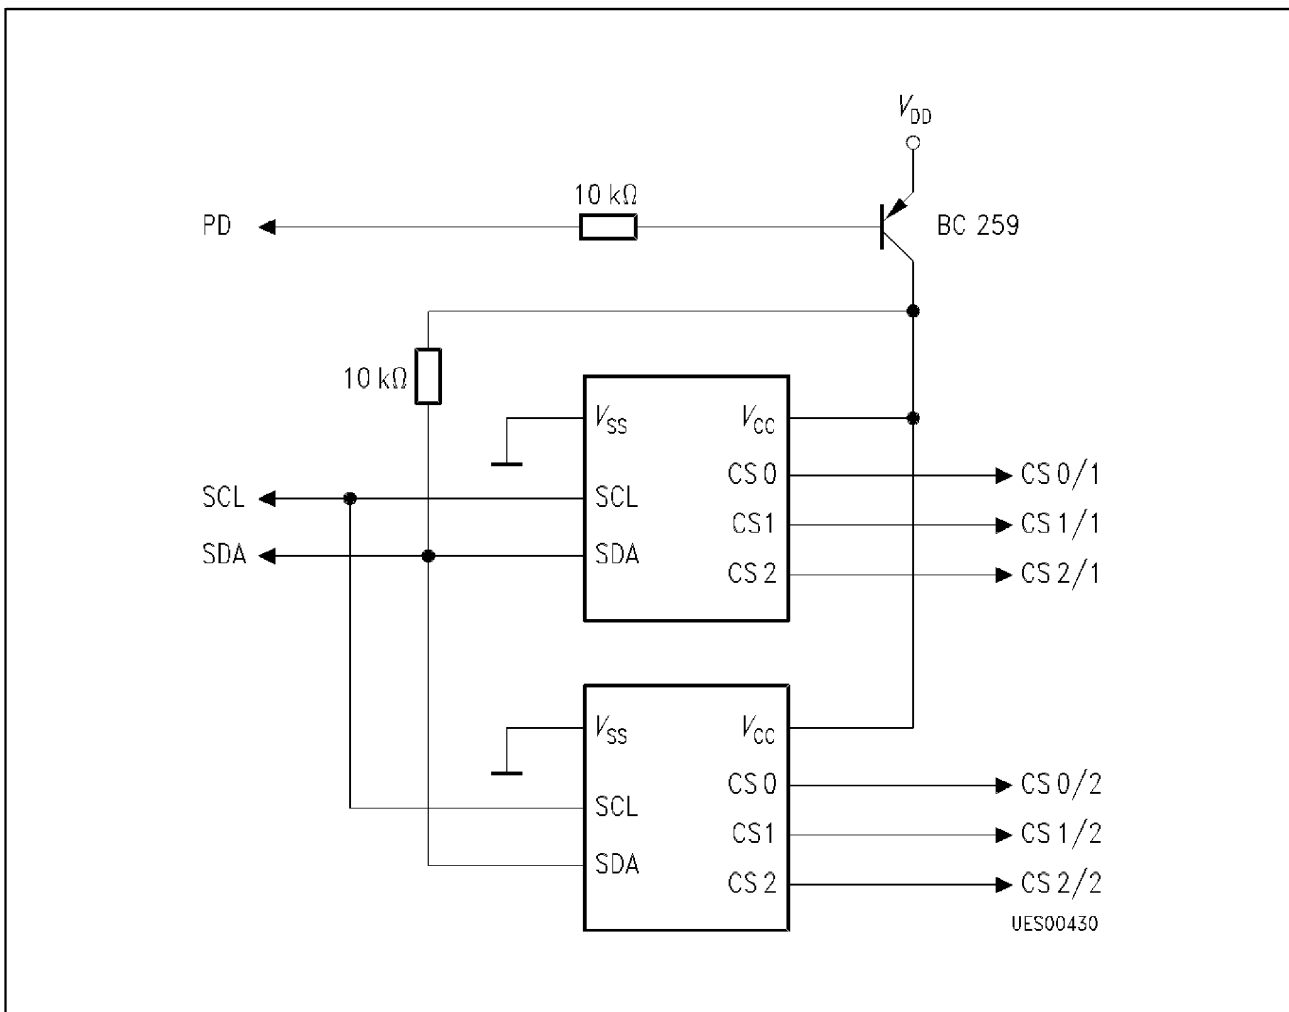 V_DD
10 kΩ
PD
BC 259
10 kΩ
V_SS
V_CC
CS 0
CS 0/1
SCL
SCL
CS1
CS 1/1
SDA
SDA
CS 2
CS 2/1
V_SS
V_CC
CS 0
CS 0/2
SCL
CS1
CS 1/2
SDA
CS 2
CS 2/2
UES00430